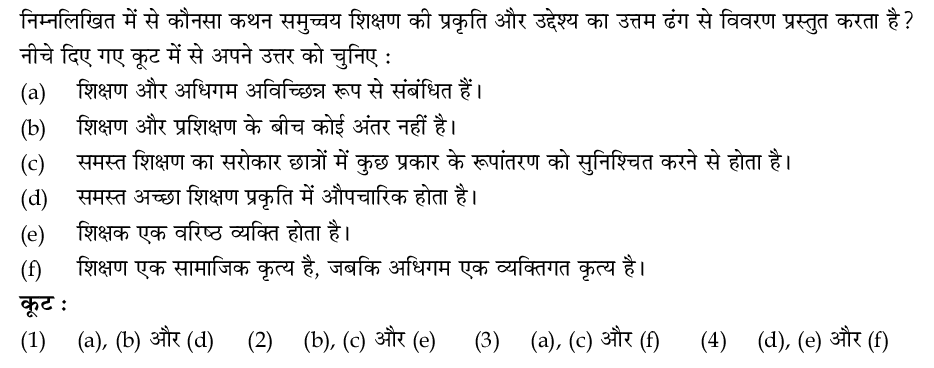 निम्नलिखित में से कौनसा कथन समुच्चय शिक्षण की प्रकृति और उद्देश्य का उत्तम ढंग से विवरण प्रस्तुत करता है ?
नीचे दिए गए कूट में से अपने उत्तर को चुनिए :
(a) शिक्षण और अधिगम अविच्छिन्न रूप से संबंधित हैं।
(b) शिक्षण और प्रशिक्षण के बीच कोई अंतर नहीं है।
(c) समस्त शिक्षण का सरोकार छात्रों में कुछ प्रकार के रूपांतरण को सुनिश्चित करने से होता है।
(d) समस्त अच्छा शिक्षण प्रकृति में औपचारिक होता है।
(e) शिक्षक एक वरिष्ठ व्यक्ति होता है।
(f) शिक्षण एक सामाजिक कृत्य है, जबकि अधिगम एक व्यक्तिगत कृत्य है।
कूट :
(1) (a), (b) और (d) (2) (b), (c) और (e) (3) (a), (c) और (f) (4) (d), (e) और (f)